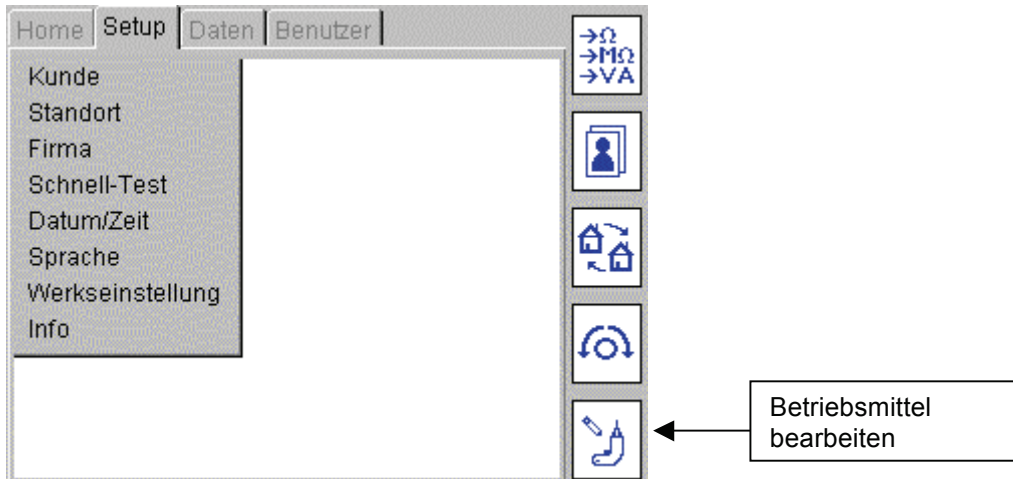 Home Setup Daten Benutzer
Kunde
Standort
Firma
Schnell-Test
Datum/Zeit
Sprache
Werkseinstellung
Info
→Ω
→MΩ
→VA
Betriebsmittel
bearbeiten